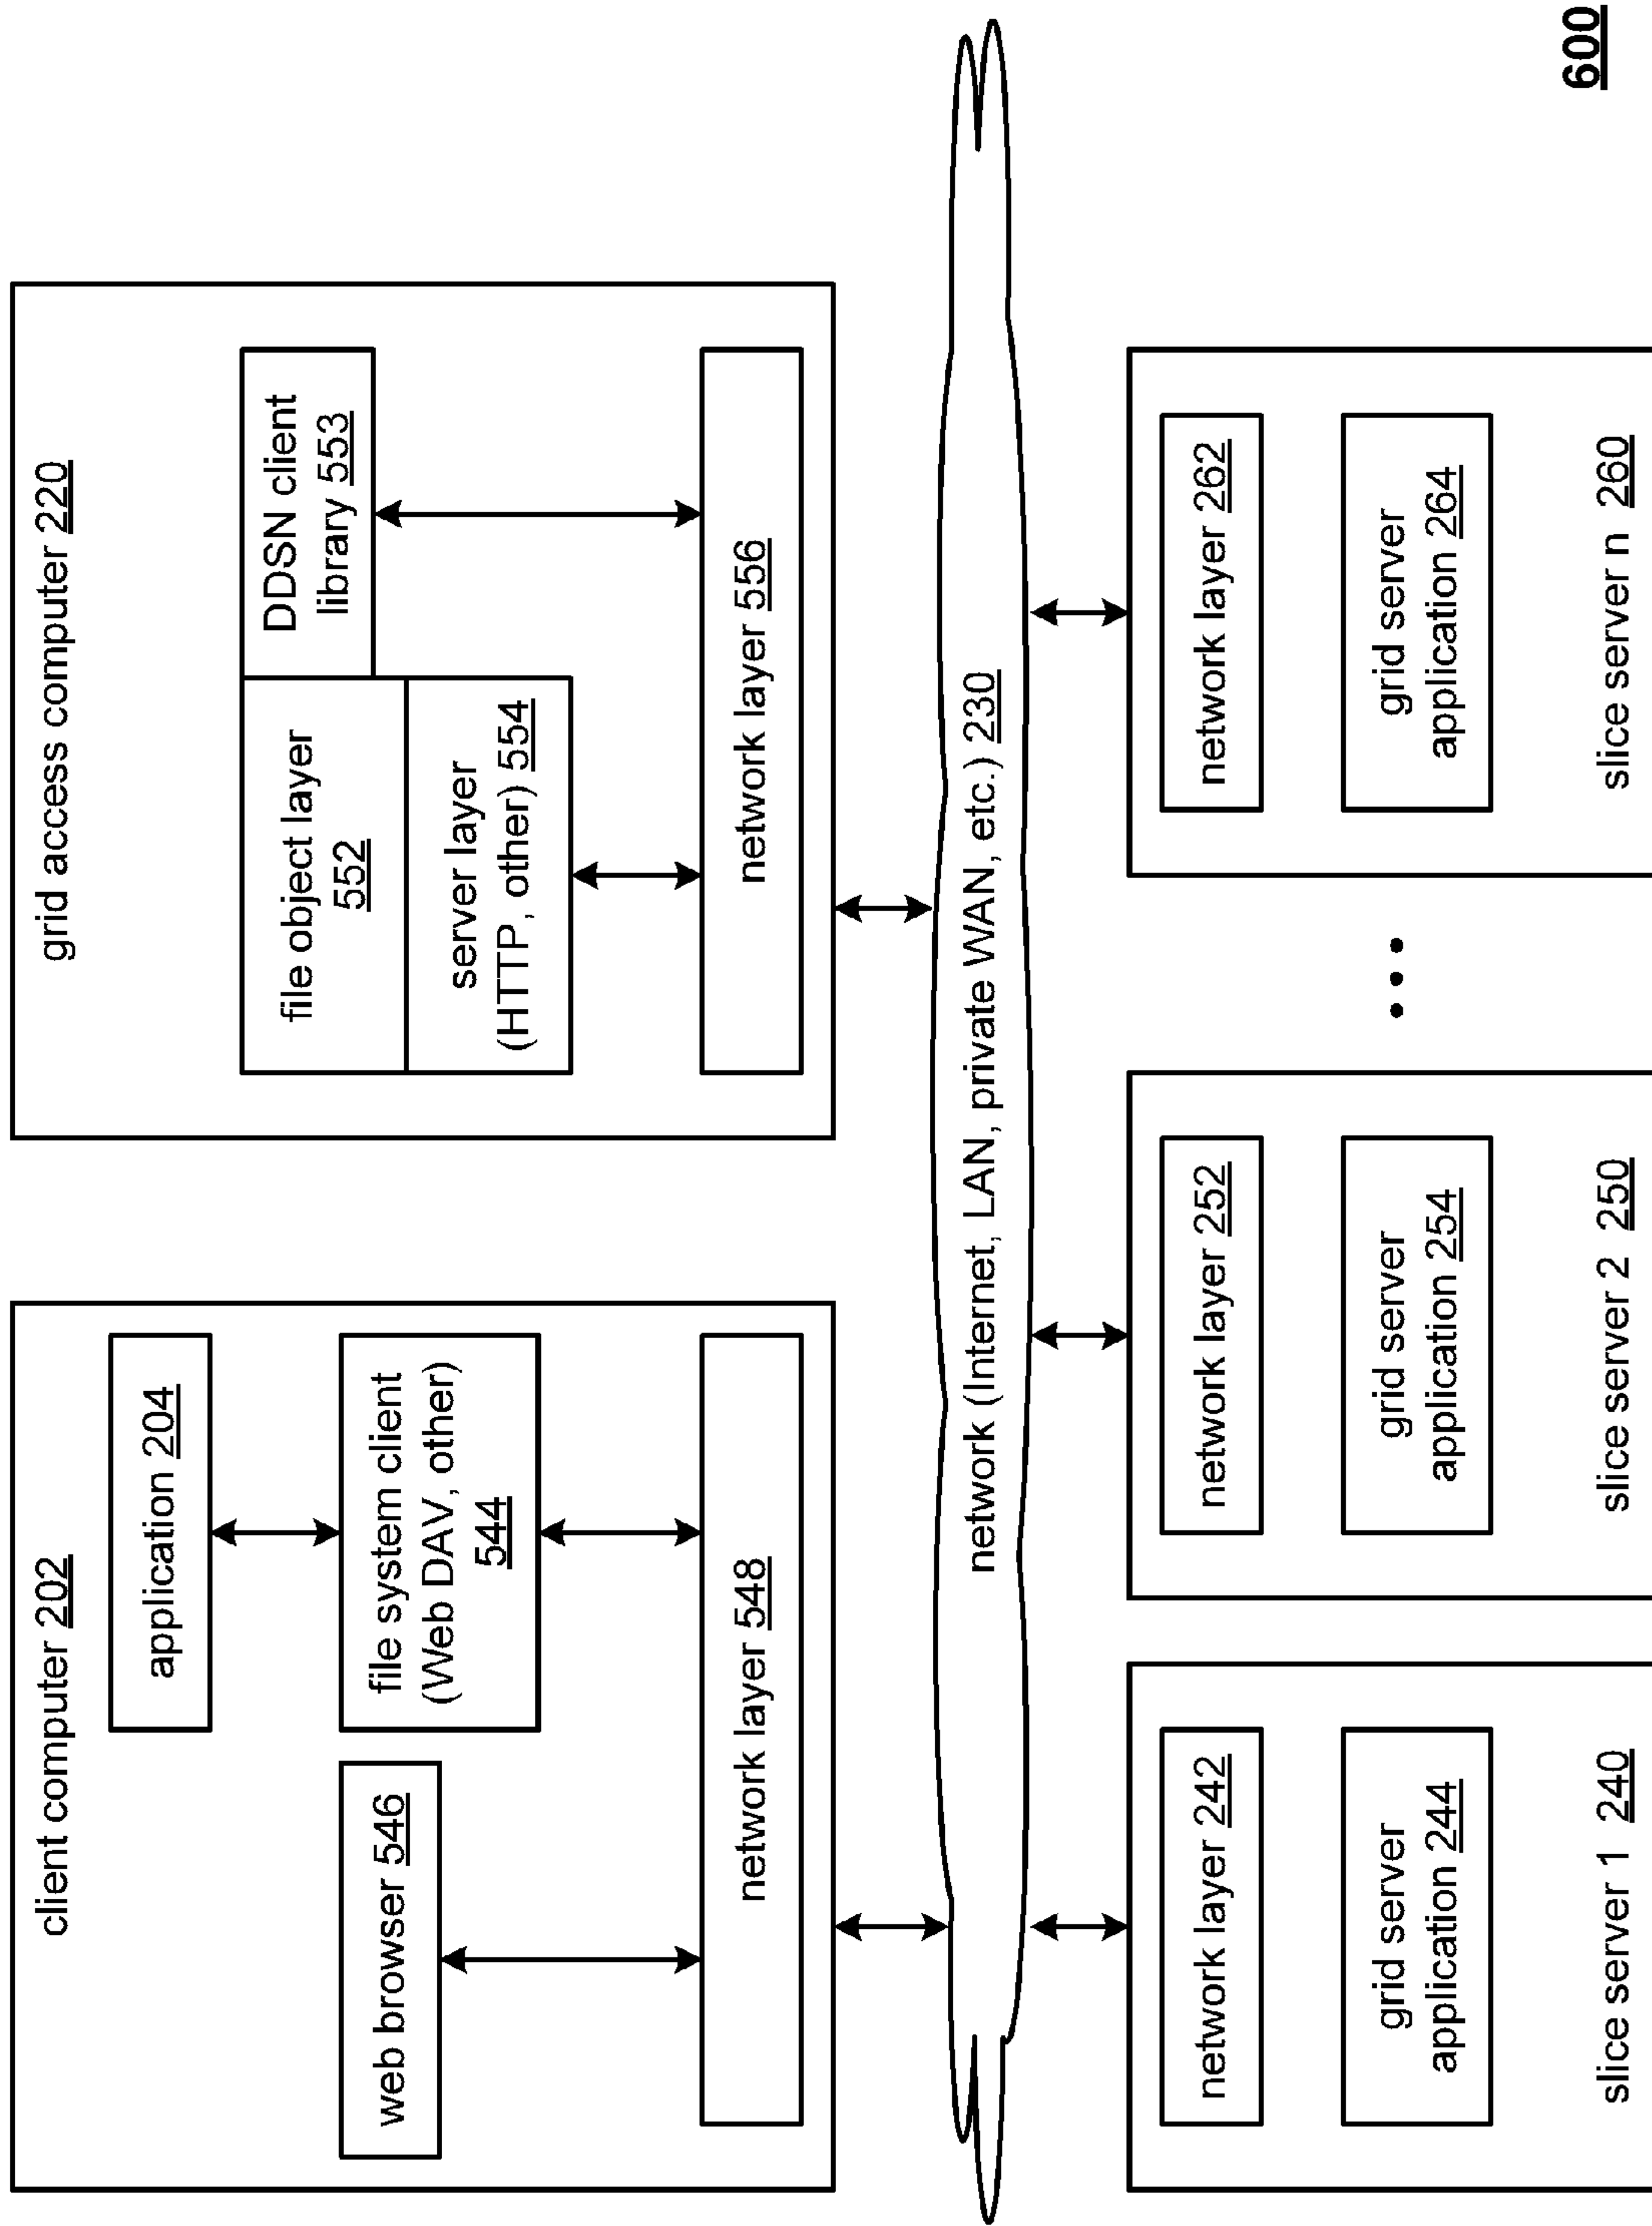 client computer 202
application 204
web browser 546
file system client
(Web DAV, other)
544
network layer 548
grid access computer 220
file object layer
552
DDSN client
library 553
server layer
(HTTP, other) 554
network layer 556
network (Internet, LAN, private WAN, etc.) 230
network layer 242
grid server
application 244
slice server 1 240
network layer 252
grid server
application 254
slice server 2 250
• • •
network layer 262
grid server
application 264
slice server n 260
600